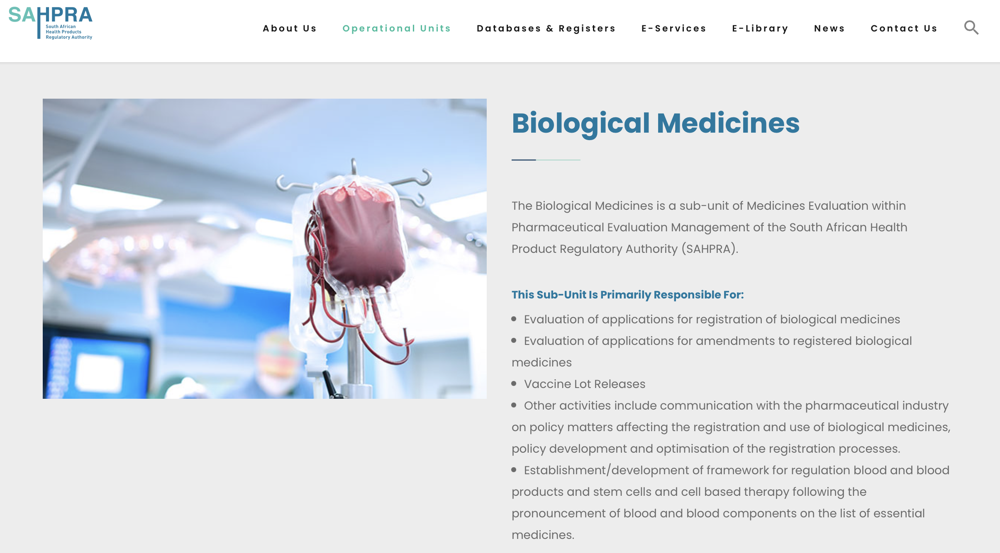 SAHPRA
South African
Health Products
Regulatory Authority
About Us
Operational Units
Databases & Registers
E-Services
E-Library
News
Contact Us
Biological Medicines
The Biological Medicines is a sub-unit of Medicines Evaluation within
Pharmaceutical Evaluation Management of the South African Health
Product Regulatory Authority (SAHPRA).
This Sub-Unit Is Primarily Responsible For:
• Evaluation of applications for registration of biological medicines
• Evaluation of applications for amendments to registered biological
medicines
• Vaccine Lot Releases
• Other activities include communication with the pharmaceutical industry
on policy matters affecting the registration and use of biological medicines,
policy development and optimisation of the registration processes.
• Establishment/development of framework for regulation blood and blood
products and stem cells and cell based therapy following the
pronouncement of blood and blood components on the list of essential
medicines.